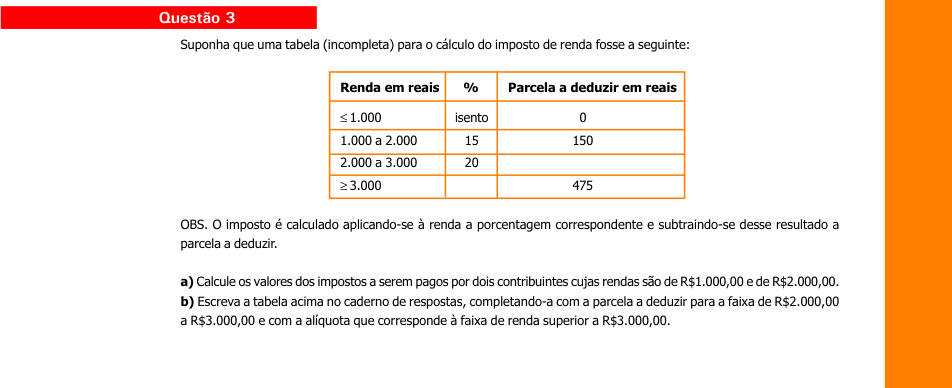 Questão 3
Suponha que uma tabela (incompleta) para o cálculo do imposto de renda fosse a seguinte:
Renda em reais % Parcela a deduzir em reais
≤ 1.000 isento 0
1.000 a 2.000 15 150
2.000 a 3.000 20
≥ 3.000 475
OBS. O imposto é calculado aplicando-se à renda a porcentagem correspondente e subtraindo-se desse resultado a
parcela a deduzir.
a) Calcule os valores dos impostos a serem pagos por dois contribuintes cujas rendas são de R$1.000,00 e de R$2.000,00.
b) Escreva a tabela acima no caderno de respostas, completando-a com a parcela a deduzir para a faixa de R$2.000,00
a R$3.000,00 e com a alíquota que corresponde à faixa de renda superior a R$3.000,00.